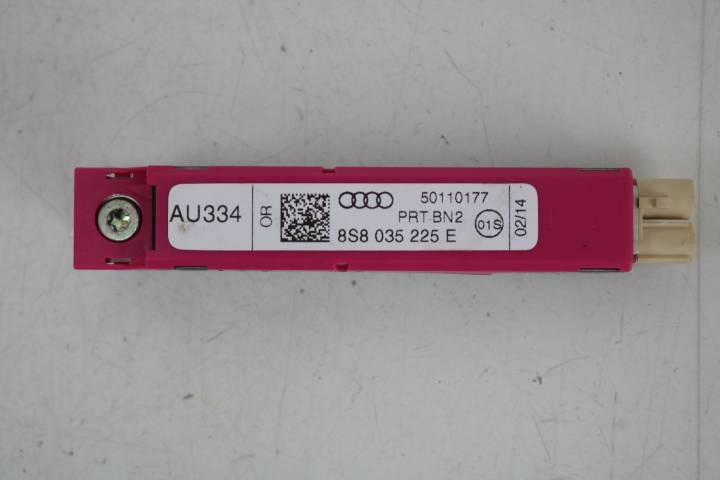 AU334
OR
50110177
PRT-BN2
8S8 035 225 E
01S
02/14